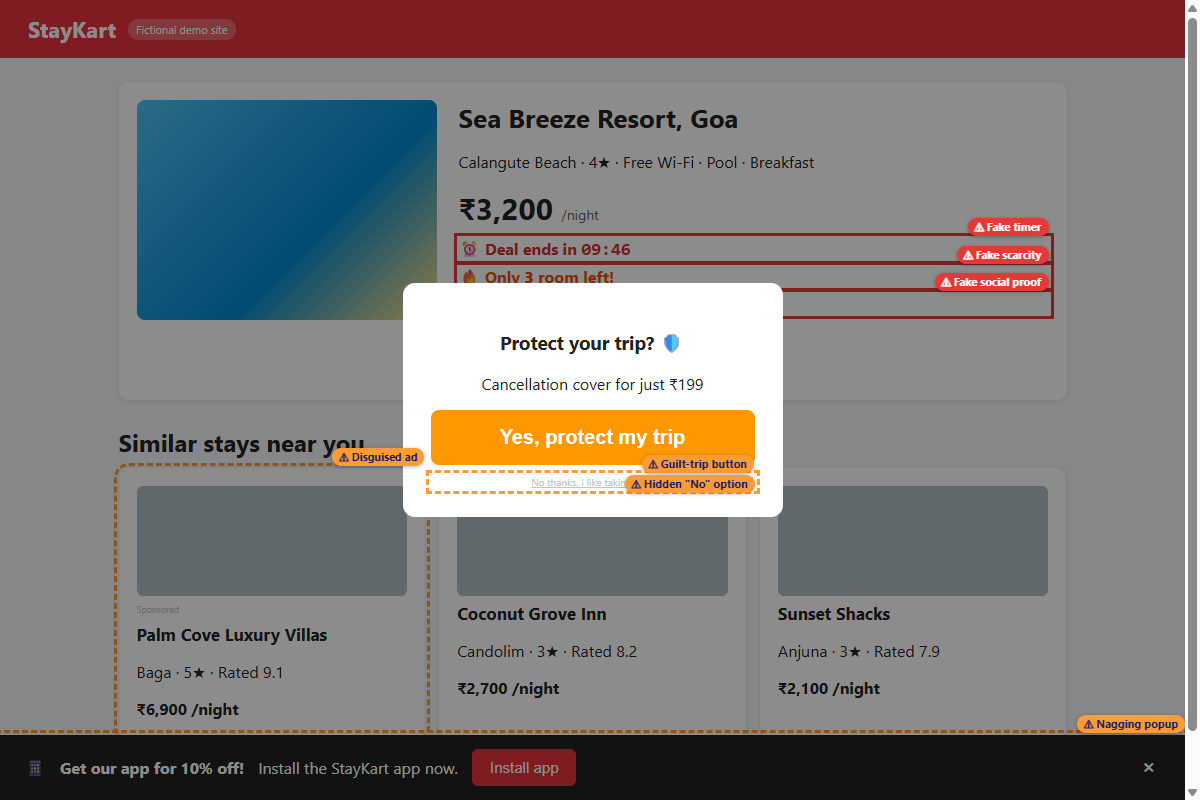 StayKart Fictional demo site
Sea Breeze Resort, Goa
Calangute Beach · 4★ · Free Wi-Fi · Pool · Breakfast
₹3,200 /night
⚠ Fake timer
⏰ Deal ends in 09:46
⚠ Fake scarcity
🔥 Only 3 room left!
⚠ Fake social proof
Protect your trip? 🛡️
Cancellation cover for just ₹199
Yes, protect my trip
⚠ Guilt-trip button
No thanks, I like
⚠ Hidden "No" option
Similar stays near you
⚠ Disguised ad
Sponsored
Palm Cove Luxury Villas
Baga · 5★ · Rated 9.1
₹6,900 /night
Coconut Grove Inn
Candolim · 3★ · Rated 8.2
₹2,700 /night
Sunset Shacks
Anjuna · 3★ · Rated 7.9
₹2,100 /night
⚠ Nagging popup
Get our app for 10% off! Install the StayKart app now. Install app ×